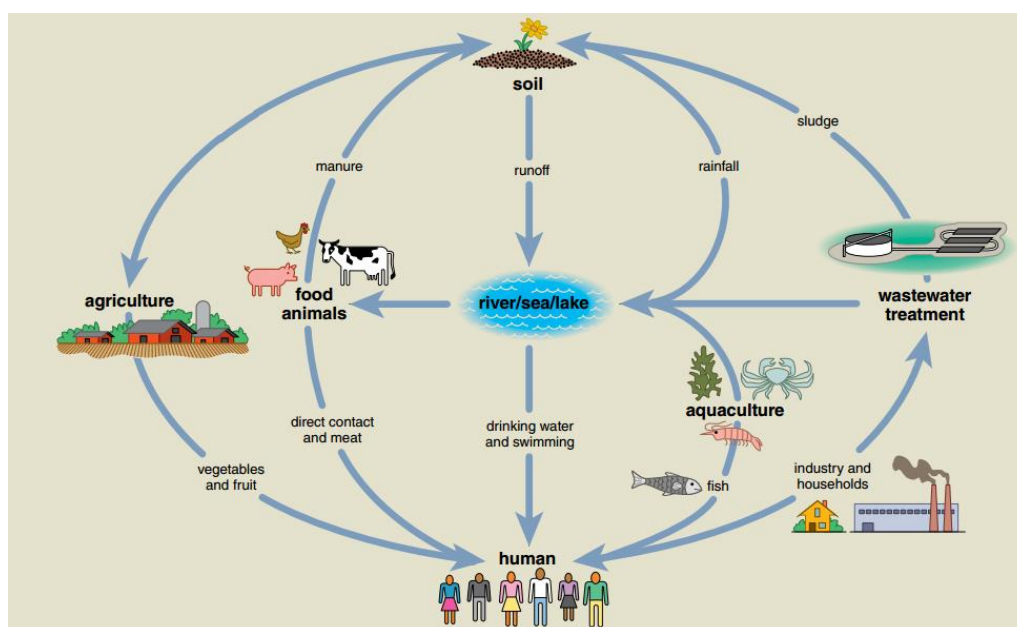 soil
sludge
manure
runoff
rainfall
agriculture
food
animals
river/sea/lake
wastewater
treatment
aquaculture
direct contact
and meat
drinking water
and swimming
vegetables
and fruit
fish
industry and
households
human